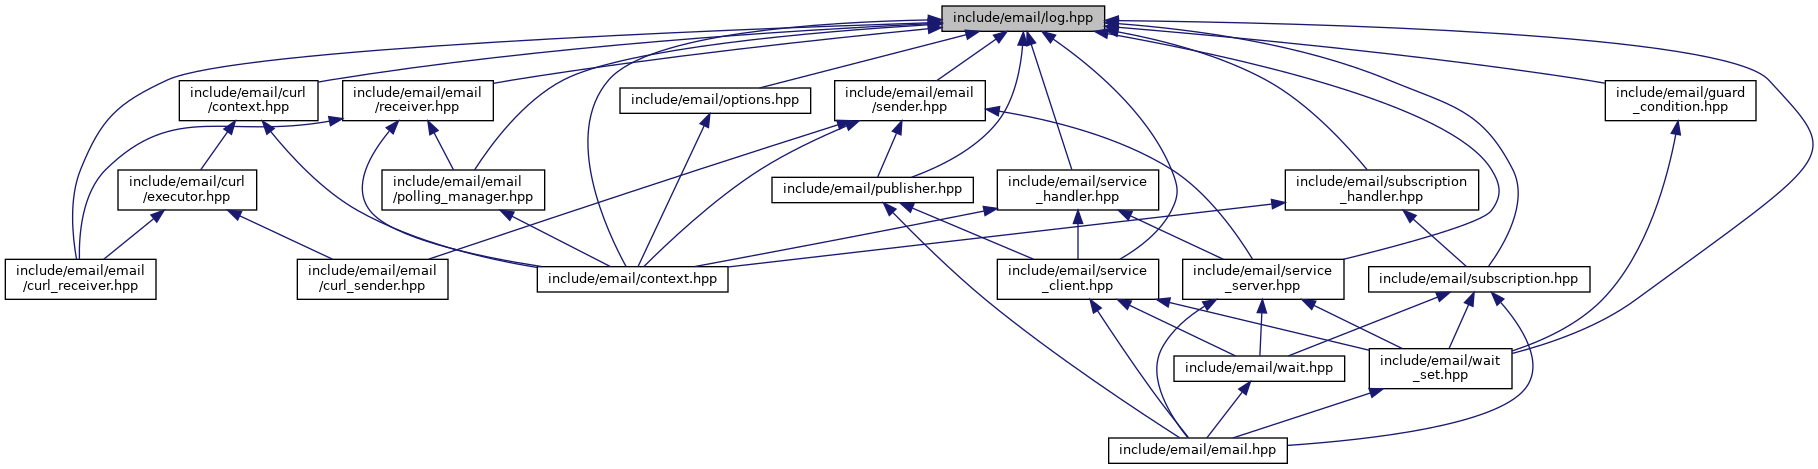 include/email/log.hpp
include/email/curl
/context.hpp
include/email/email
/receiver.hpp
include/email/options.hpp
include/email/email
/sender.hpp
include/email/guard
_condition.hpp
include/email/curl
/executor.hpp
include/email/email
/polling_manager.hpp
include/email/publisher.hpp
include/email/service
_handler.hpp
include/email/subscription
_handler.hpp
include/email/email
/curl_receiver.hpp
include/email/email
/curl_sender.hpp
include/email/context.hpp
include/email/service
_client.hpp
include/email/service
_server.hpp
include/email/subscription.hpp
include/email/wait.hpp
include/email/wait
_set.hpp
include/email/email.hpp